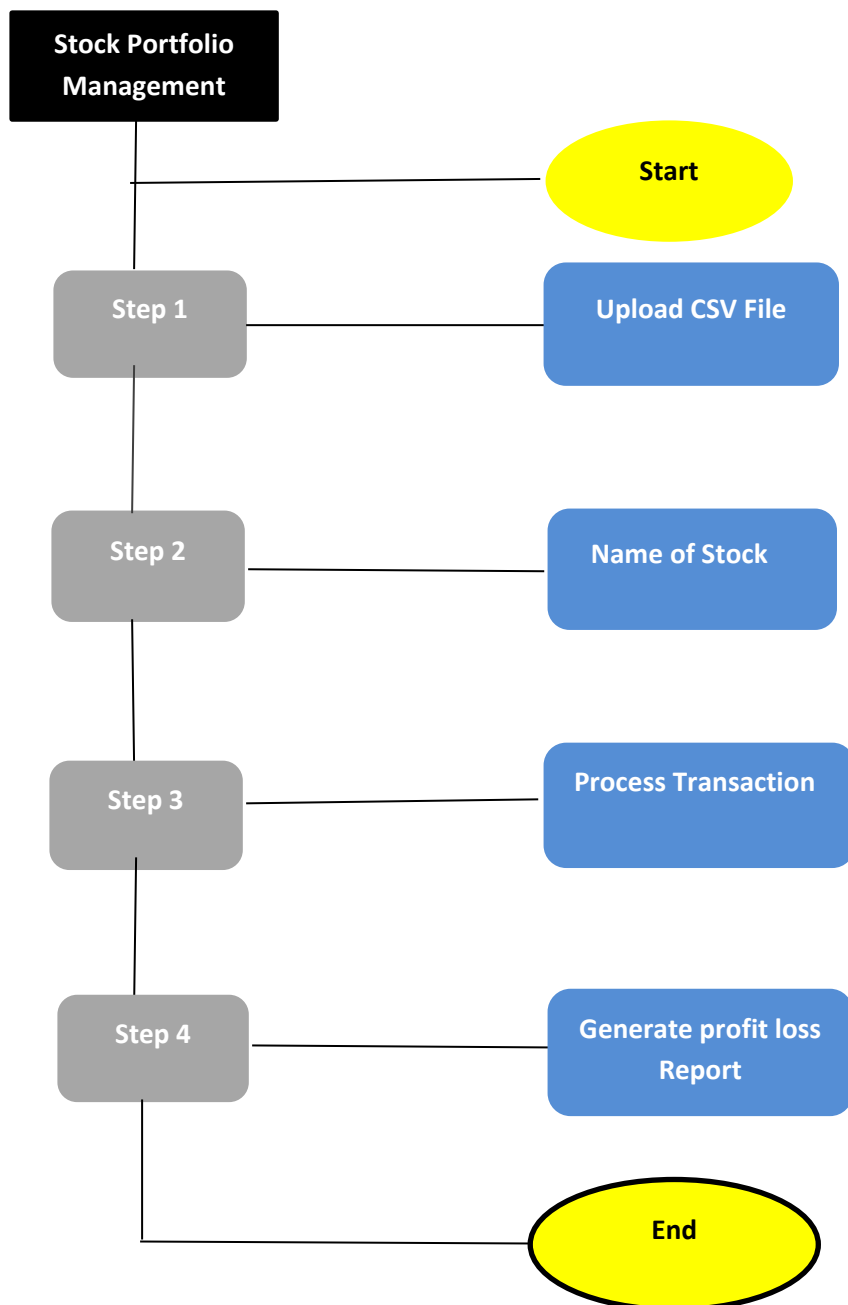 Stock Portfolio
Management
Start
Step 1
Upload CSV File
Step 2
Name of Stock
Step 3
Process Transaction
Step 4
Generate profit loss
Report
End